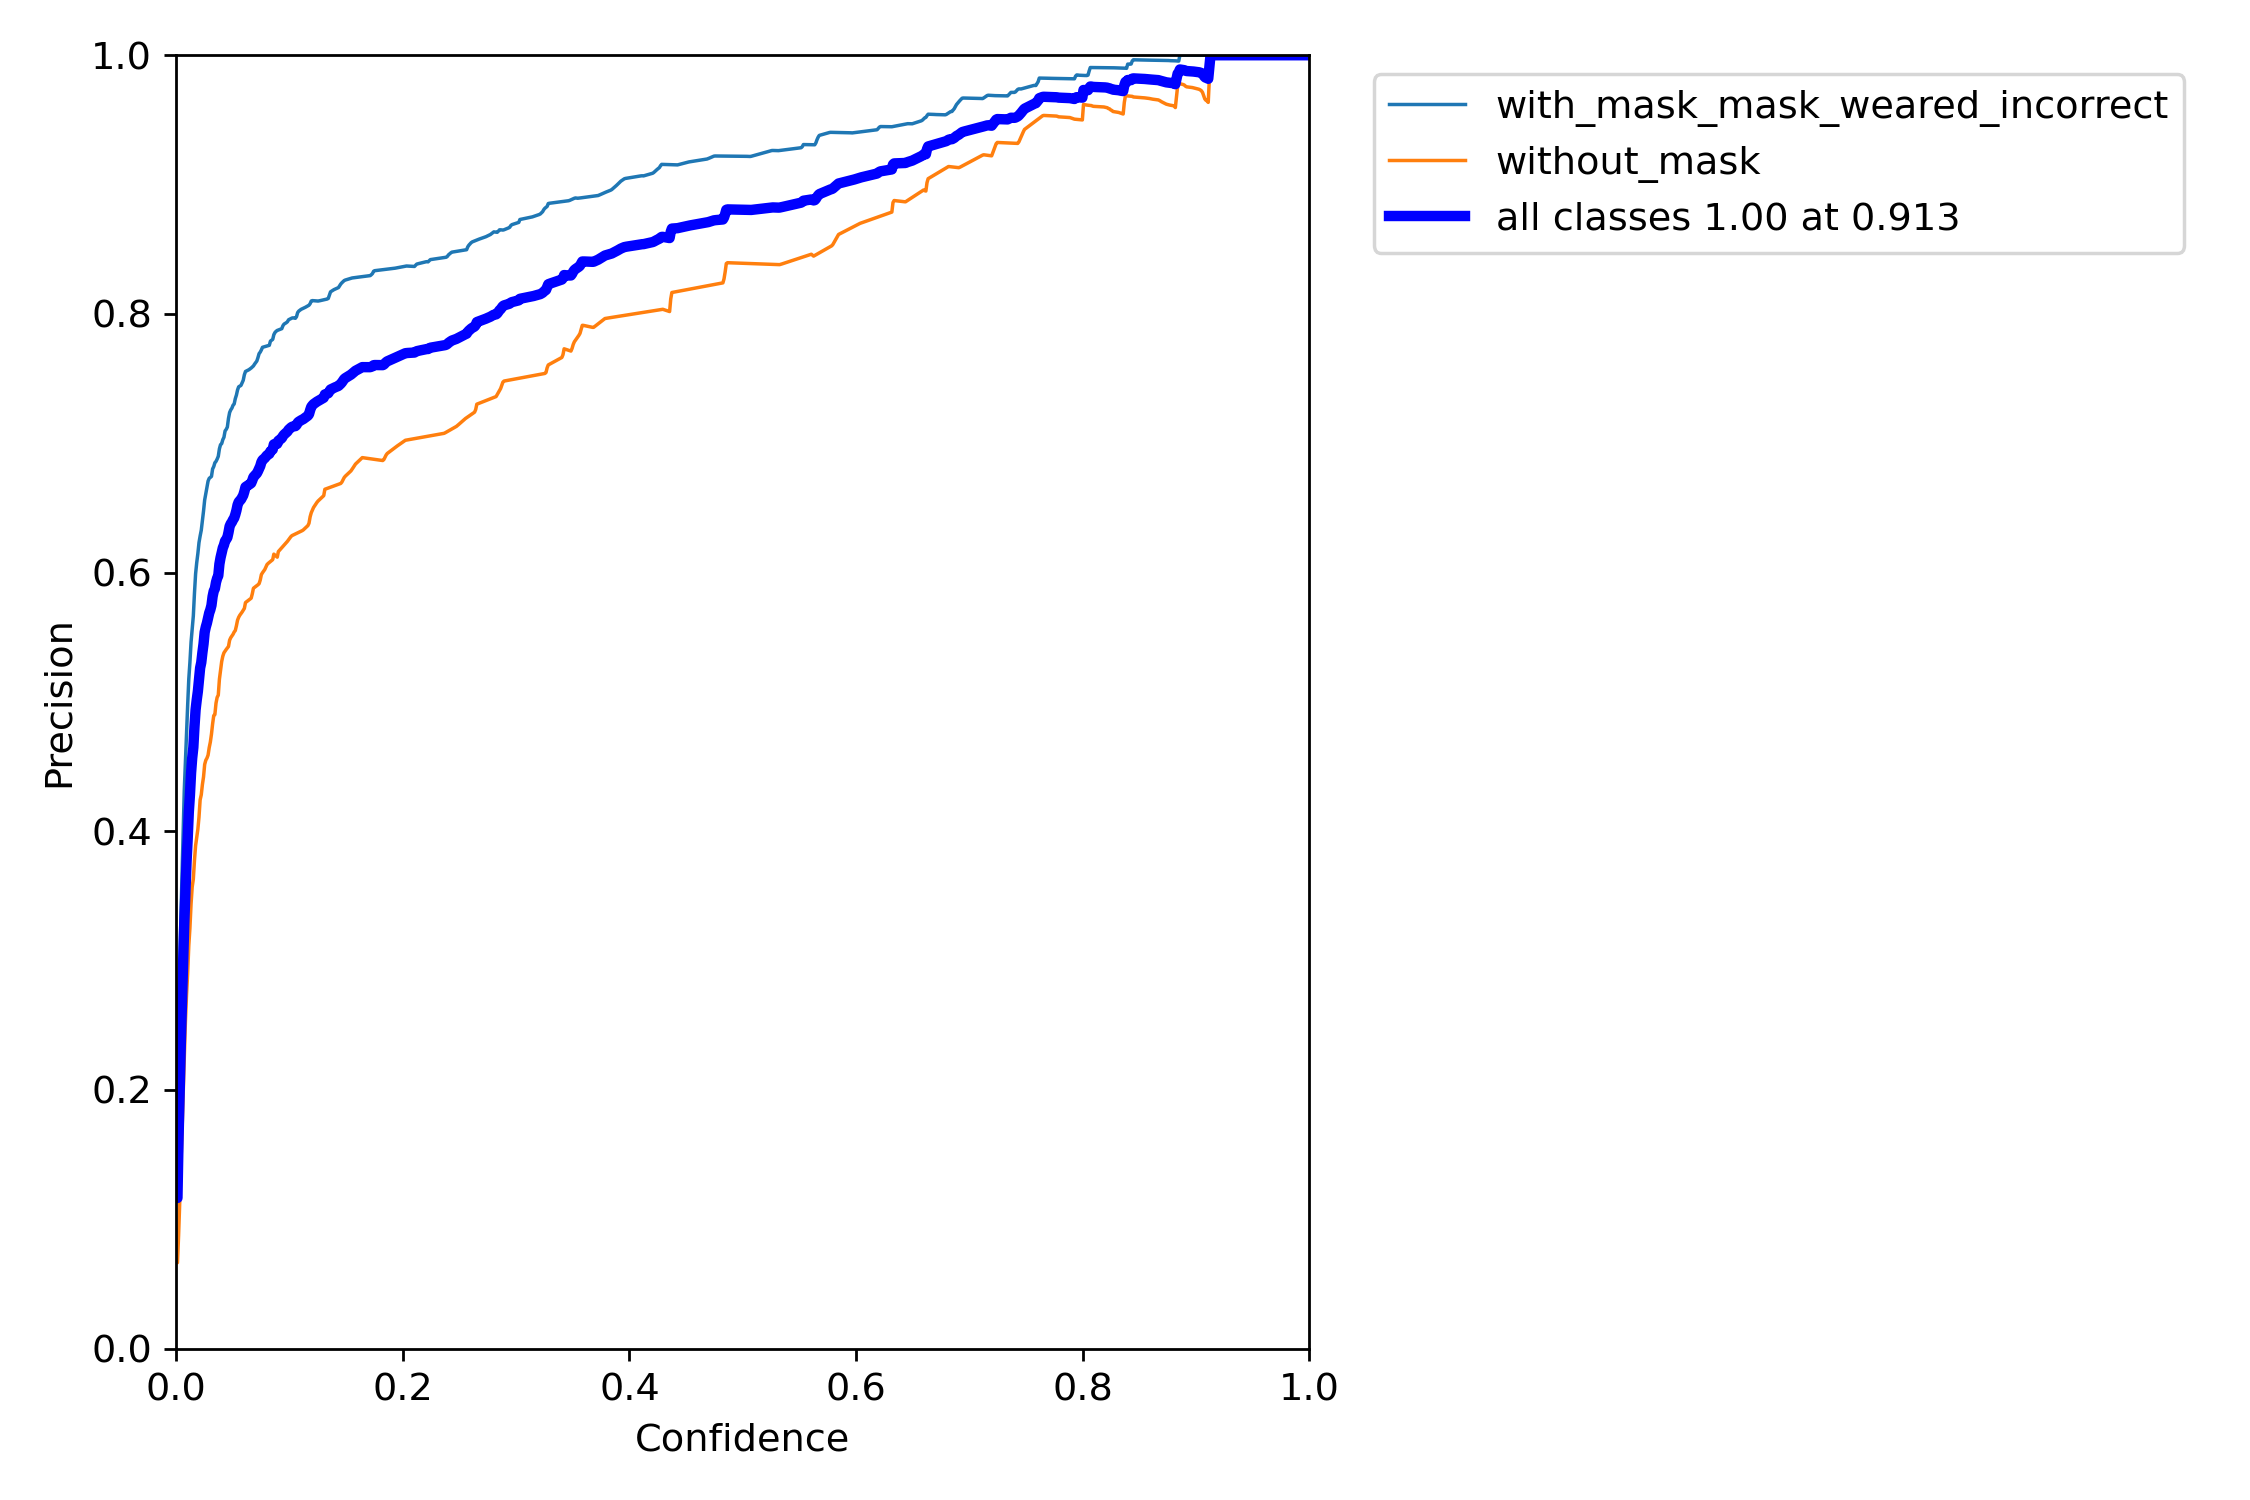 1.0
0.8
0.6
0.4
0.2
0.0
Precision
0.0 0.2 0.4 0.6 0.8 1.0
Confidence
with_mask_mask_weared_incorrect
without_mask
all classes 1.00 at 0.913